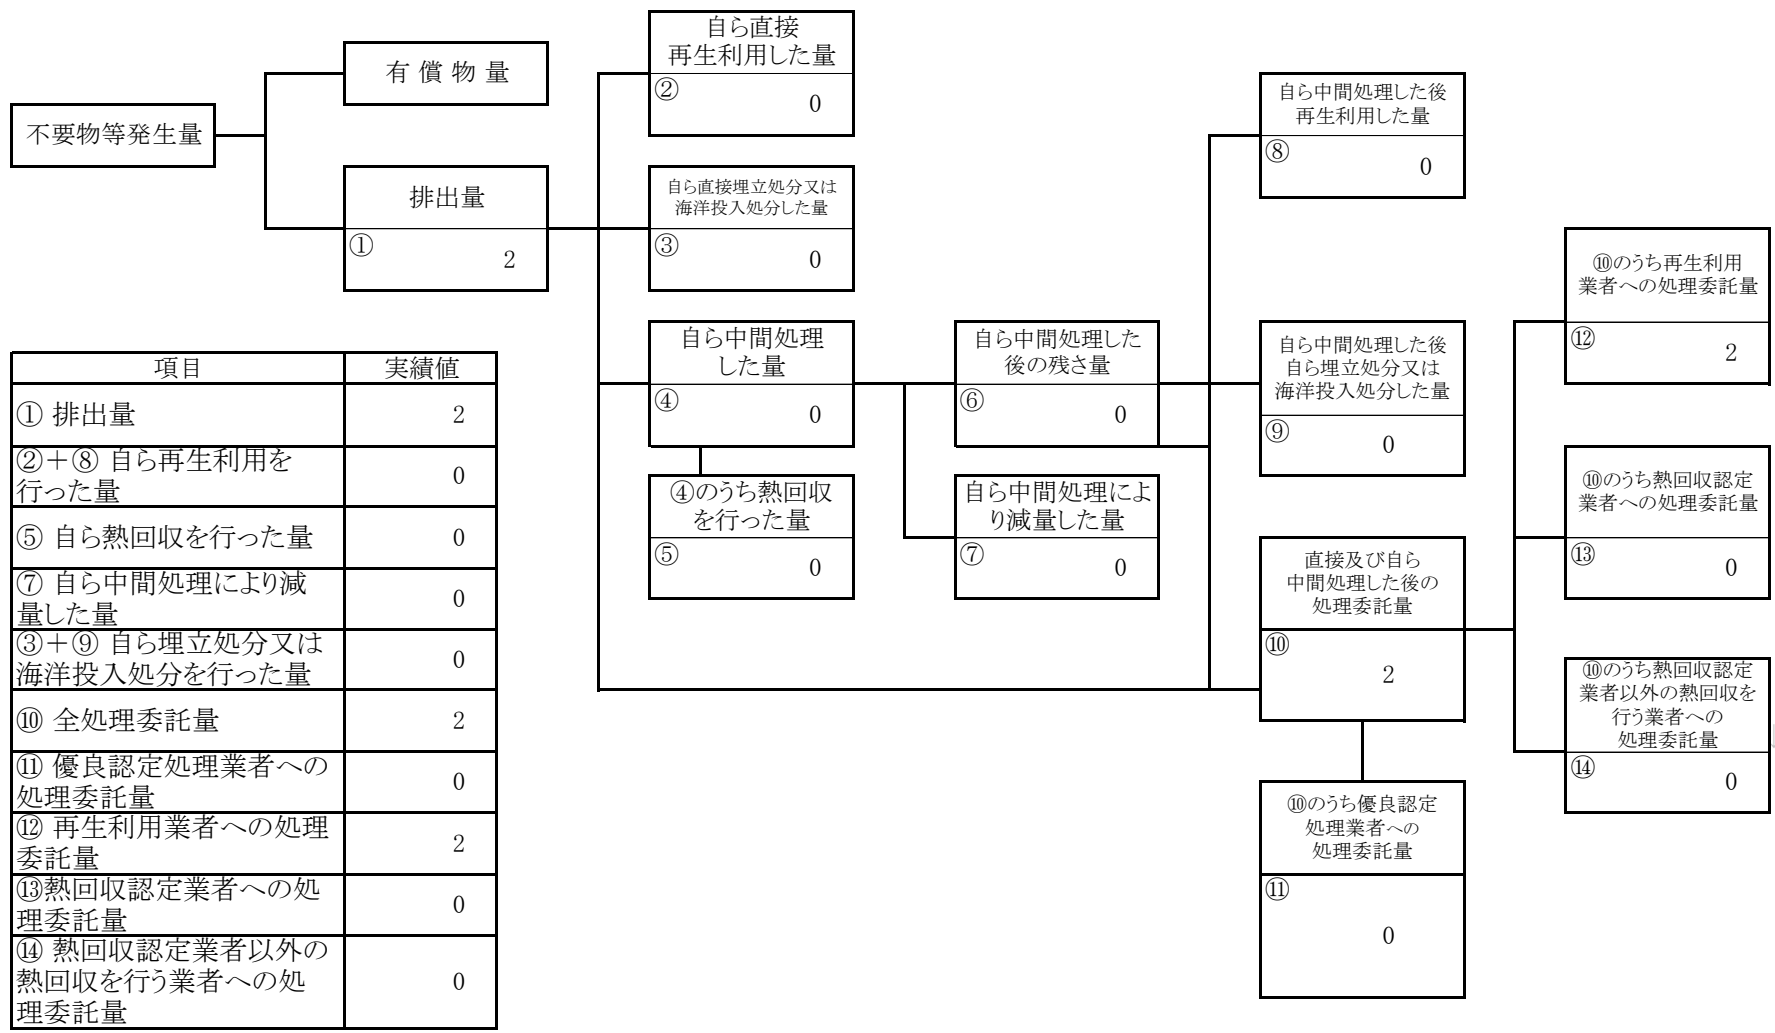 不要物等発生量
有 償 物 量
排出量
①
2
自ら直接
再生利用した量
②
0
自ら直接埋立処分又は
海洋投入処分した量
③
0
自ら中間処理
した量
④
0
④のうち熱回収
を行った量
⑤
0
自ら中間処理した
後の残さ量
⑥
0
自ら中間処理によ
り減量した量
⑦
0
自ら中間処理した後
再生利用した量
⑧
0
自ら中間処理した後
自ら埋立処分又は
海洋投入処分した量
⑨
0
直接及び自ら
中間処理した後の
処理委託量
⑩
2
⑩のうち優良認定
処理業者への
処理委託量
⑪
0
⑩のうち再生利用
業者への処理委託量
⑫
2
⑩のうち熱回収認定
業者への処理委託量
⑬
0
⑩のうち熱回収認定
業者以外の熱回収を
行う業者への
処理委託量
⑭
0
項目 実績値
① 排出量 2
②＋⑧ 自ら再生利用を
行った量 0
⑤ 自ら熱回収を行った量 0
⑦ 自ら中間処理により減
量した量 0
③＋⑨ 自ら埋立処分又は
海洋投入処分を行った量 0
⑩ 全処理委託量 2
⑪ 優良認定処理業者への
処理委託量 0
⑫ 再生利用業者への処理
委託量 2
⑬熱回収認定業者への処
理委託量 0
⑭ 熱回収認定業者以外の
熱回収を行う業者への処
理委託量 0